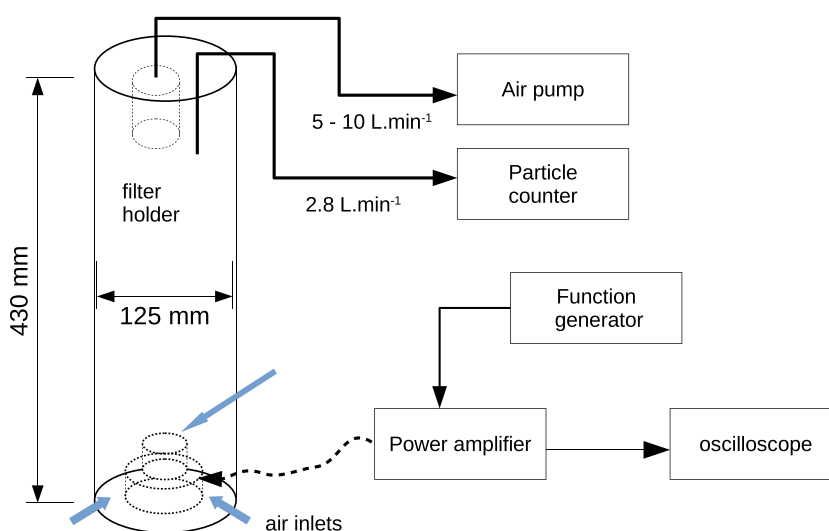 Air pump
5 - 10 L.min-1
Particle
counter
filter
holder
2.8 L.min-1
430 mm
125 mm
Function
generator
Power amplifier
oscilloscope
air inlets